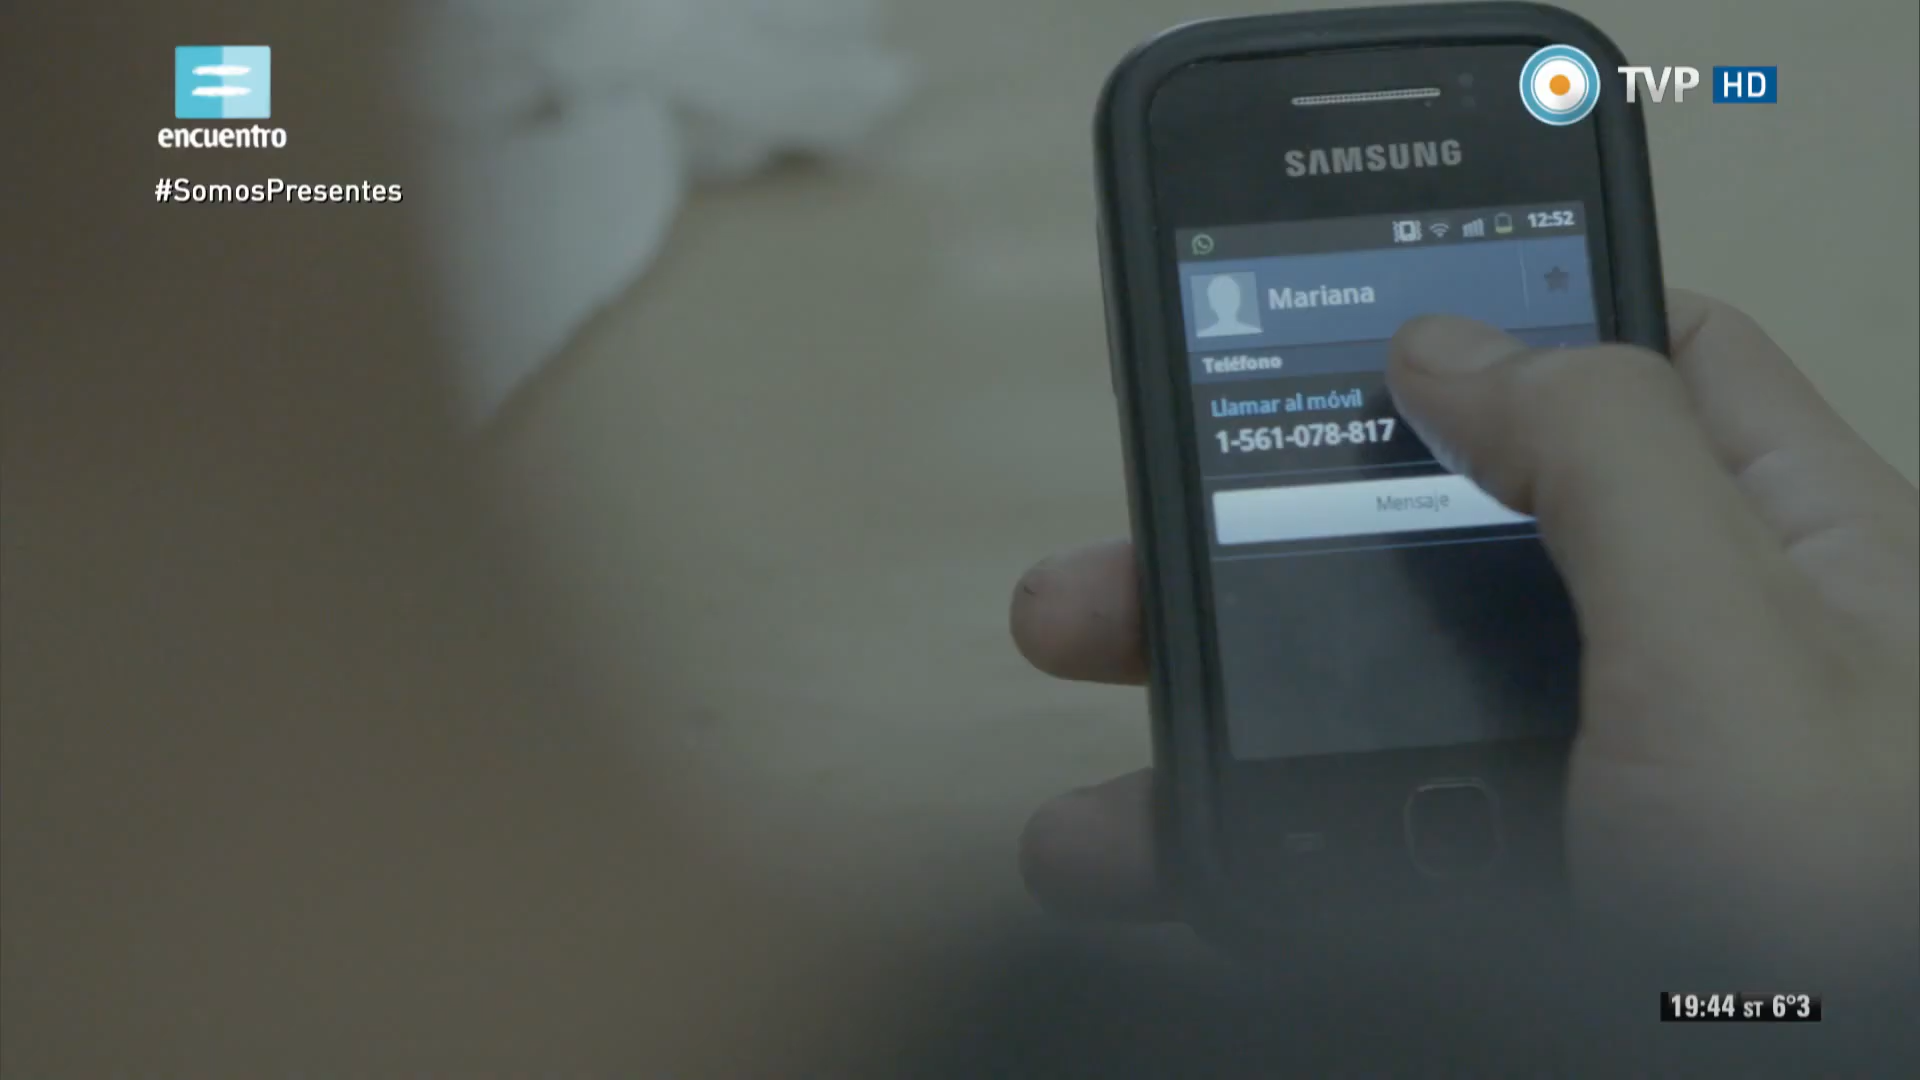 encuentro
#SomosPresentes
TVP HD
SAMSUNG
12:52
Mariana
Teléfono
Llamar al móvil
1-561-078-817
Mensaje
19:44 ST 6°3